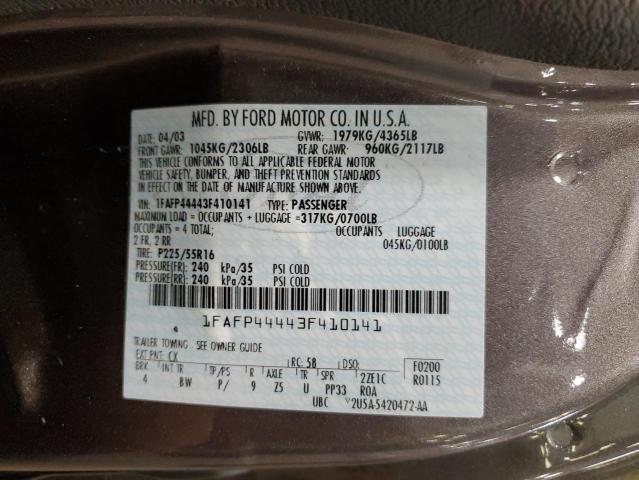 MFD. BY FORD MOTOR CO. IN U.S.A.
DATE: 04/03 GVWR: 1979KG/4365LB
FRONT GAWR: 1045KG/2306LB REAR GAWR: 960KG/2117LB
THIS VEHICLE CONFORMS TO ALL APPLICABLE FEDERAL MOTOR
VEHICLE SAFETY, BUMPER, AND THEFT PREVENTION STANDARDS
IN EFFECT ON THE DATE OF MANUFACTURE SHOWN ABOVE.
VIN: 1FAFP44443F410141 TYPE: PASSENGER
MAXIMUM LOAD = OCCUPANTS + LUGGAGE =317KG/0700LB
OCCUPANTS = 4 TOTAL; OCCUPANTS LUGGAGE
2 FR, 2 RR 045KG/0100LB
TIRE: P225/55R16
PRESSURE(FR): 240 kPa/35 PSI COLD
PRESSURE(RR): 240 kPa/35 PSI COLD
1FAFP44443F410141
TRAILER TOWING - SEE OWNER GUIDE
EXT PNT: CX RC: 58 DSO: F0200
BRK INT TR TP/PS R AXLE TR SPR 2ZE1C R0115
4 BW P/ 9 Z5 U PP33 ROA
UBC 2U5A-5420472-AA